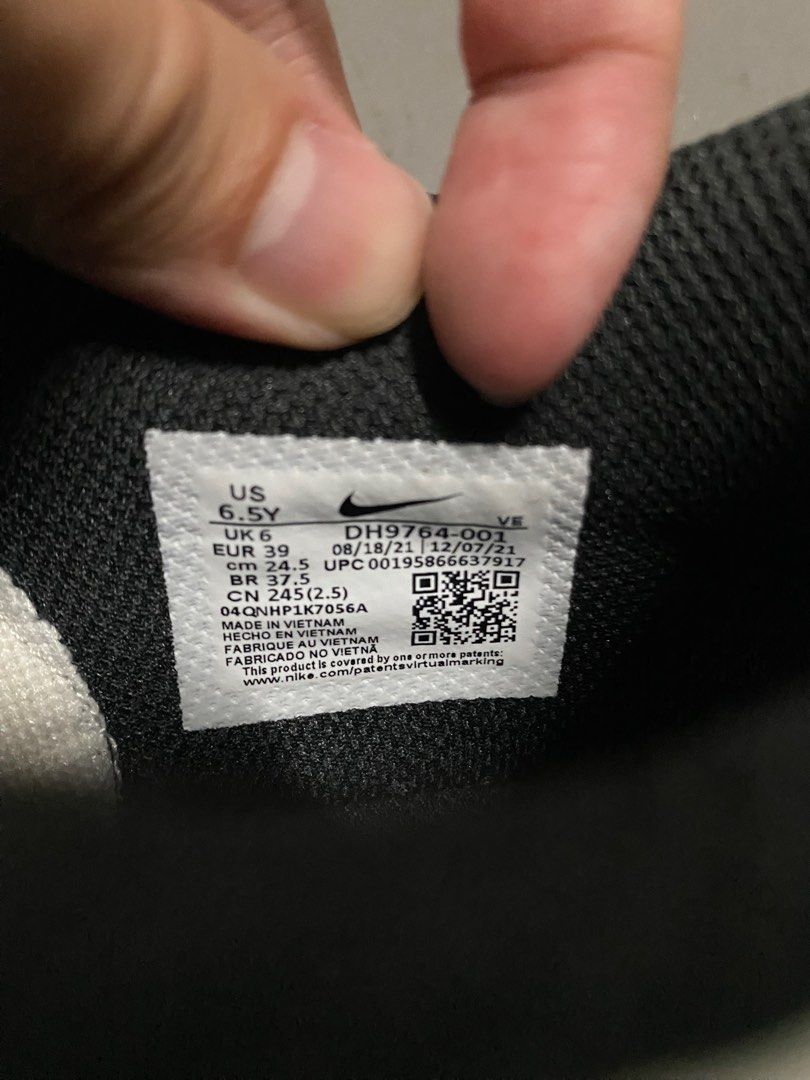 US
6.5Y
VE
UK 6
DH9764-001
EUR 39
08/18/21 | 12/07/21
cm 24.5
UPC 00195866637917
BR 37.5
CN 245(2.5)
04QNHP1K7056A
MADE IN VIETNAM
HECHO EN VIETNAM
FABRIQUE AU VIETNAM
FABRICADO NO VIETNÃ
This product is covered by one or more patents:
www.nike.com/patentsvirtualmarking